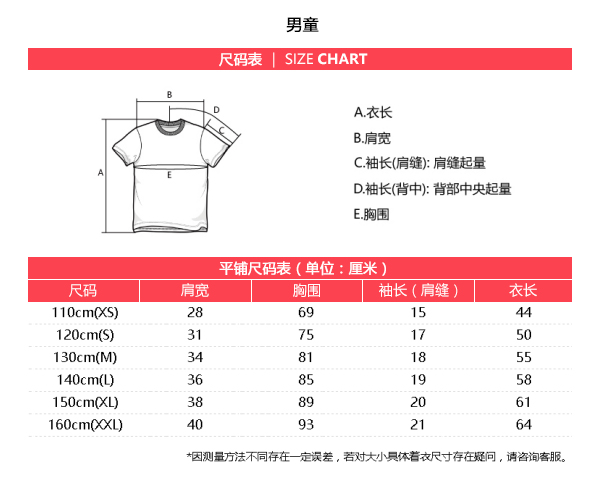 男童
尺码表 | SIZE CHART
B
D
C
A
E
A.衣长
B.肩宽
C.袖长(肩缝): 肩缝起量
D.袖长(背中): 背部中央起量
E.胸围
平铺尺码表（单位：厘米）
尺码 肩宽 胸围 袖长（肩缝） 衣长
110cm(XS) 28 69 15 44
120cm(S) 31 75 17 50
130cm(M) 34 81 18 55
140cm(L) 36 85 19 58
150cm(XL) 38 89 20 61
160cm(XXL) 40 93 21 64
*因测量方法不同存在一定误差，若对大小具体着衣尺寸存在疑问，请咨询客服。